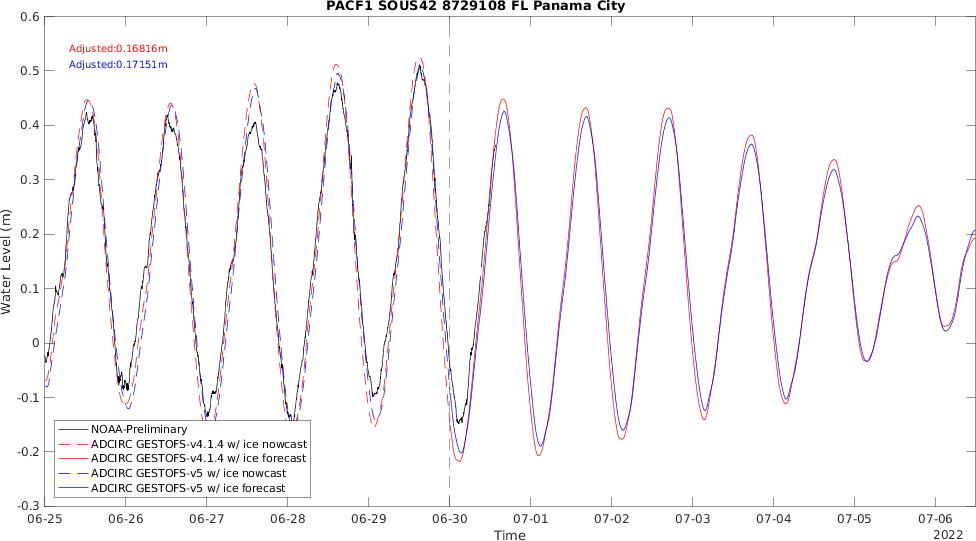 PACF1 SOUS42 8729108 FL Panama City
0.6
Adjusted:0.16816m
Adjusted:0.17151m
0.5
0.4
0.3
0.2
0.1
0
-0.1
-0.2
-0.3
Water Level (m)
NOAA-Preliminary
ADCIRC GESTOFS-v4.1.4 w/ ice nowcast
ADCIRC GESTOFS-v4.1.4 w/ ice forecast
ADCIRC GESTOFS-v5 w/ ice nowcast
ADCIRC GESTOFS-v5 w/ ice forecast
06-25 06-26 06-27 06-28 06-29 06-30 07-01 07-02 07-03 07-04 07-05 07-06
Time
2022